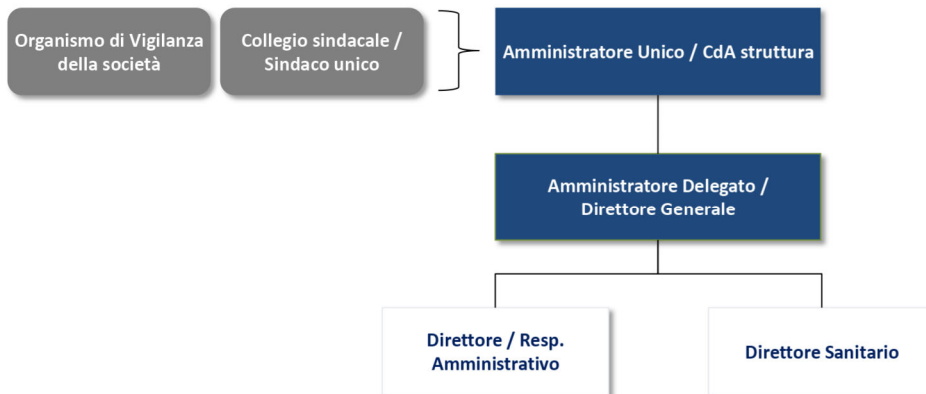 Organismo di Vigilanza
della società
Collegio sindacale /
Sindaco unico
Amministratore Unico / CdA struttura
Amministratore Delegato /
Direttore Generale
Direttore / Resp.
Amministrativo
Direttore Sanitario